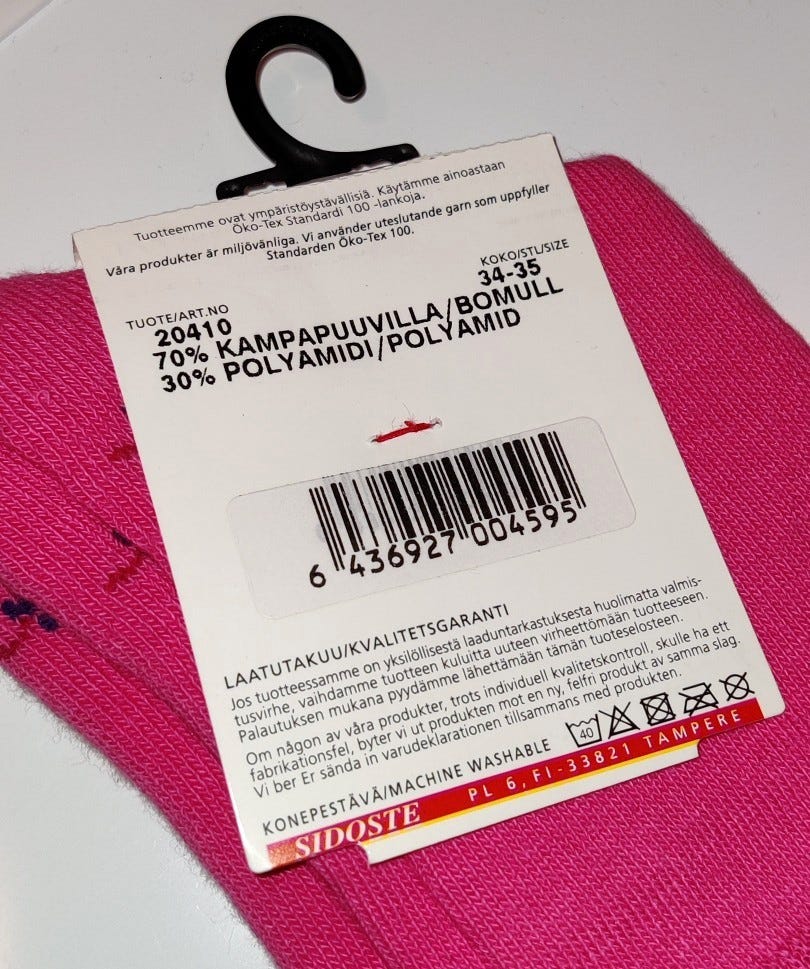 Tuotteemme ovat ympäristöystävällisiä. Käytämme ainoastaan
Öko-Tex Standardi 100 -lankoja.
Våra produkter är miljövänliga. Vi använder uteslutande garn som uppfyller
Standarden Öko-Tex 100.
TUOTE/ART.NO KOKO/STL/SIZE
20410 34-35
70% KAMPAPUUVILLA/BOMULL
30% POLYAMIDI/POLYAMID
6 436927 004595
LAATUTAKUU/KVALITETSGARANTI
Jos tuotteessamme on yksilöllisestä laaduntarkastuksesta huolimatta valmis-
tusvirhe, vaihdamme tuotteen kuluitta uuteen virheettömään tuotteeseen.
Palautuksen mukana pyydämme lähettämään tämän tuoteselosteen.
Om någon av våra produkter, trots individuell kvalitetskontroll, skulle ha ett
fabrikationsfel, byter vi ut produkten mot en ny, felfri produkt av samma slag.
Vi ber Er sända in varudeklarationen tillsammans med produkten.
KONEPESTÄVÄ/MACHINE WASHABLE 40
SIDOSTE PL 6, FI-33821 TAMPERE